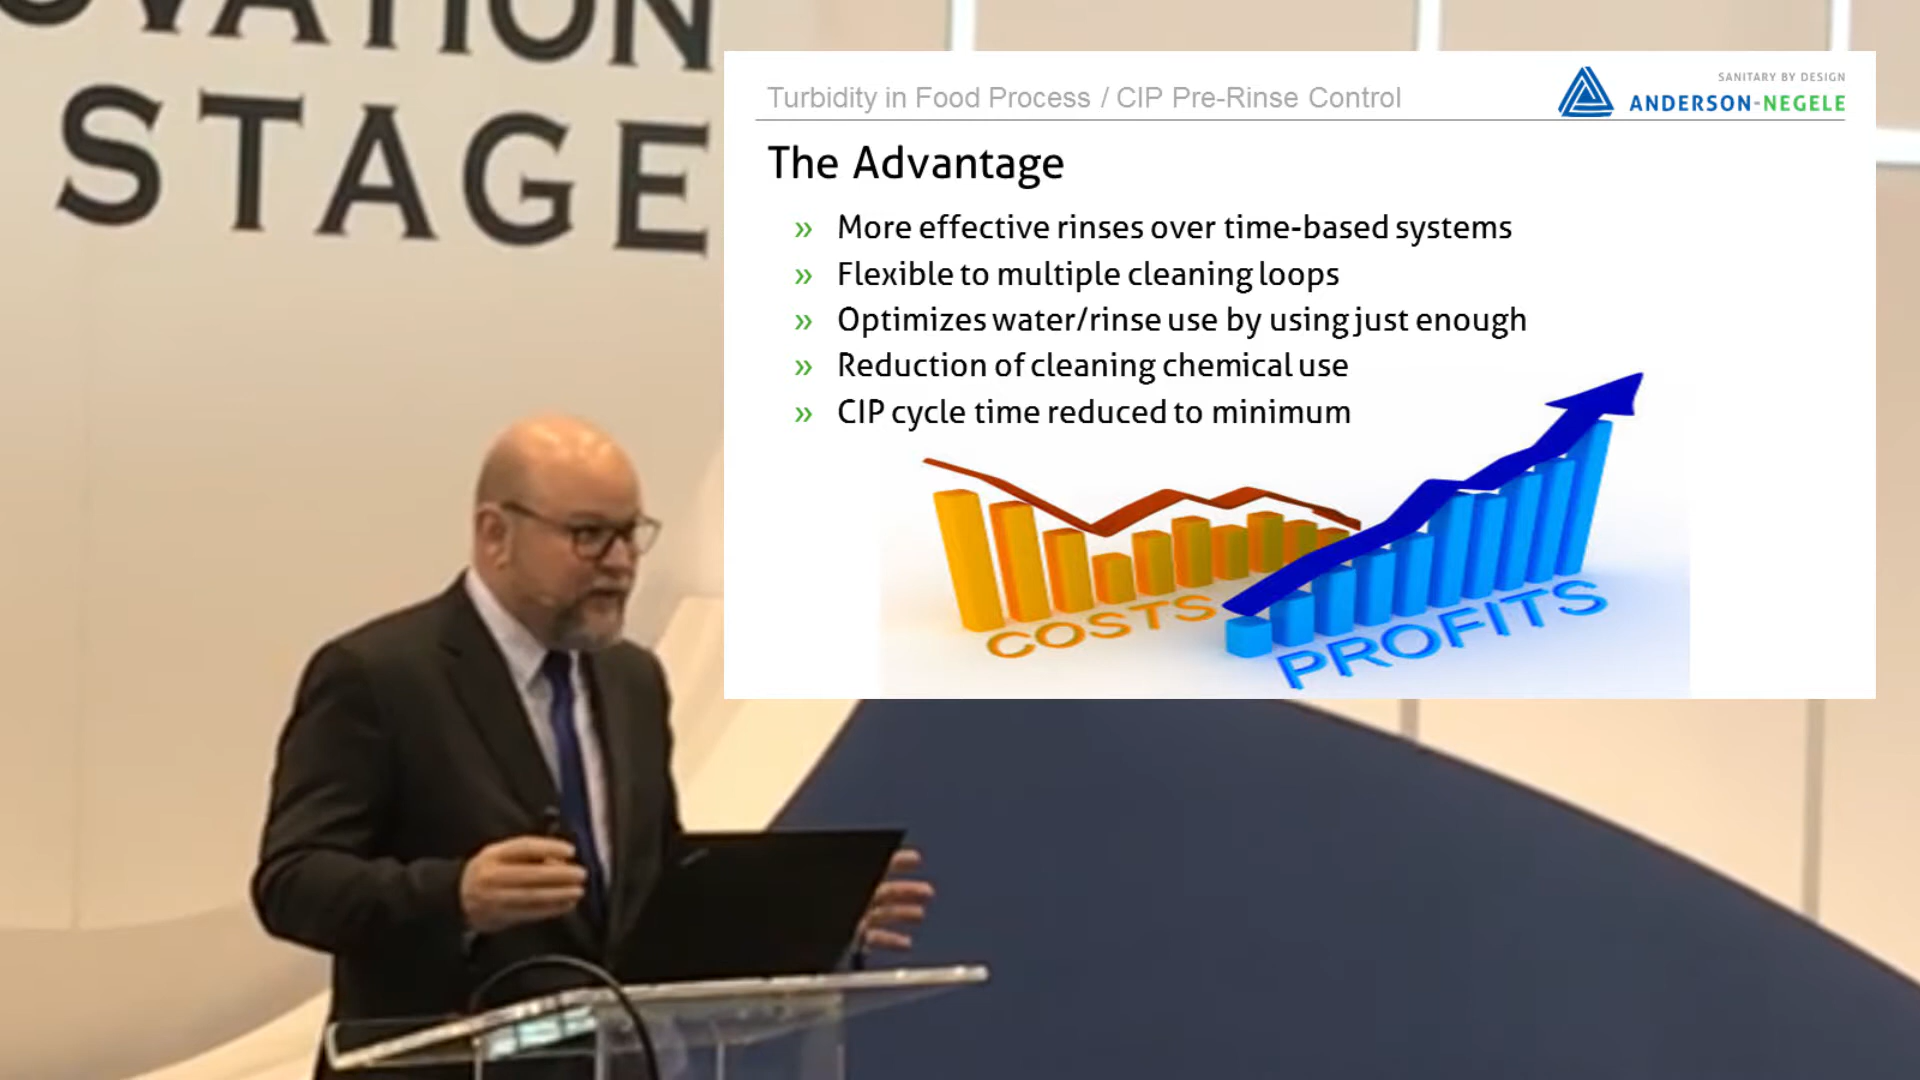 OVATION
STAGE
Turbidity in Food Process / CIP Pre-Rinse Control
SANITARY BY DESIGN
ANDERSON-NEGELE
The Advantage
» More effective rinses over time-based systems
» Flexible to multiple cleaning loops
» Optimizes water/rinse use by using just enough
» Reduction of cleaning chemical use
» CIP cycle time reduced to minimum
COSTS
PROFITS